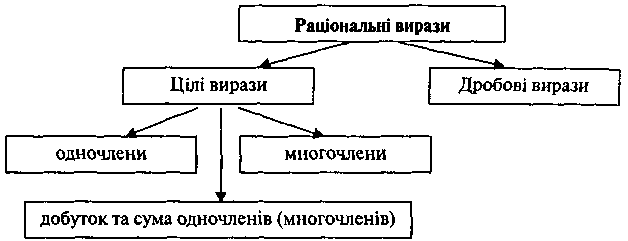 Раціональні вирази
Цілі вирази
Дробові вирази
одночлени
многочлени
добуток та сума одночленів (многочленів)